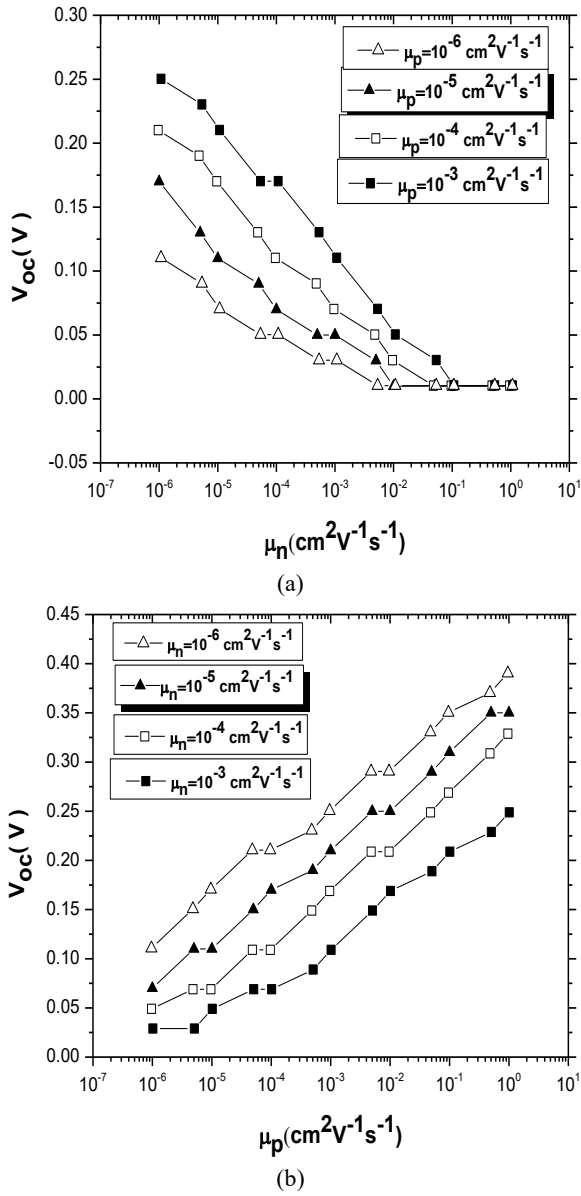 0.30
0.25
0.20
0.15
0.10
0.05
0.00
-0.05
Voc(V)
μp=10-6 cm2V-1s-1
μp=10-5 cm2V-1s-1
μp=10-4 cm2V-1s-1
μp=10-3 cm2V-1s-1
10-7 10-6 10-5 10-4 10-3 10-2 10-1 100 101
μn(cm2V-1s-1)
(a)
0.45
0.40
0.35
0.30
0.25
0.20
0.15
0.10
0.05
0.00
Voc(V)
μn=10-6 cm2V-1s-1
μn=10-5 cm2V-1s-1
μn=10-4 cm2V-1s-1
μn=10-3 cm2V-1s-1
10-7 10-6 10-5 10-4 10-3 10-2 10-1 100 101
μp(cm2V-1s-1)
(b)